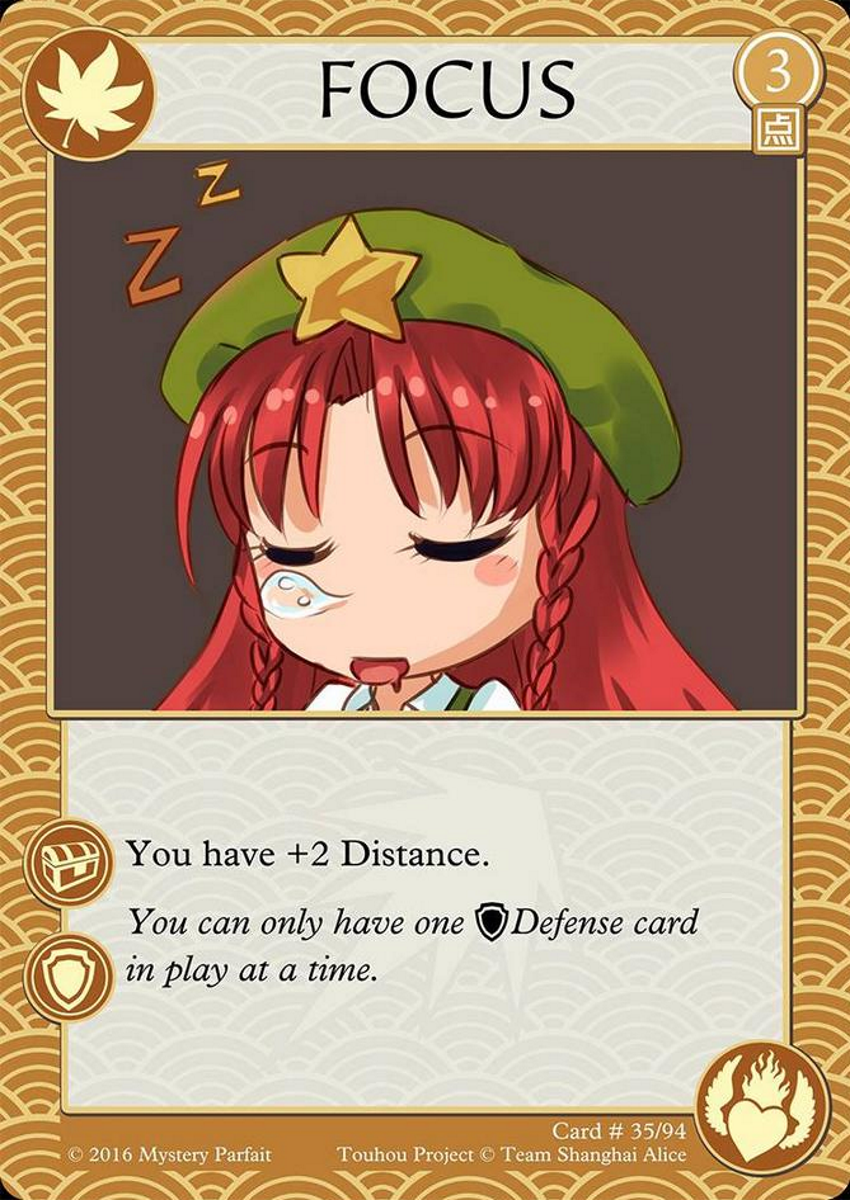 FOCUS
3
点
Z
Z
You have +2 Distance.
You can only have one Defense card
in play at a time.
Card # 35/94
© 2016 Mystery Parfait
Touhou Project © Team Shanghai Alice